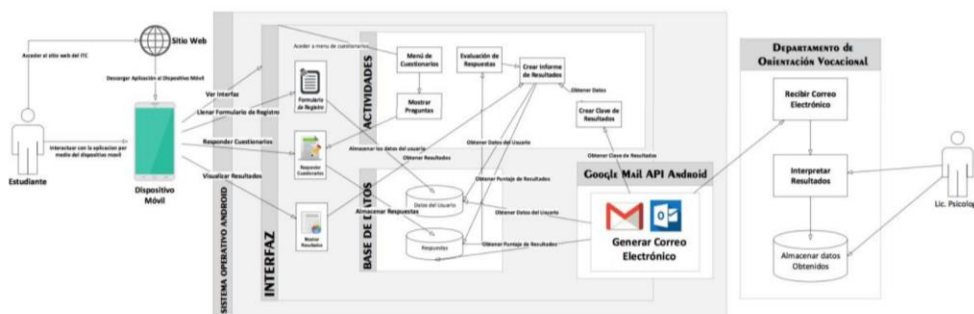 Sitio Web
Acceder al sitio web del ITC
Descargar Aplicación al Dispositivo Móvil
Estudiante
Interactuar con la aplicacion por
medio del dispositivo movil
Dispositivo
Móvil
Ver Interfaz
Llenar Formulario de Registro
Responder Cuestionarios
Visualizar Resultados
SISTEMA OPERATIVO ANDROID
INTERFAZ
Formulario
de Registro
Responder
Cuestionarios
Mostrar
Resultados
ACTIVIDADES
Acceder a menu de cuestionarios
Menú de
Cuestionarios
Mostrar
Preguntas
Evaluación de
Respuestas
Crear Informe
de Resultados
Obtener Datos
Crear Clave de
Resultados
Almacenar los datos del usuario
Obtener Resultados
Obtener Datos del Usuario
Obtener Clave de Resultados
Obtener Puntaje de Resultados
BASE DE DATOS
Datos del Usuario
Almacenar Respuestas
Obtener Datos del Usuario
Respuestas
Obtener Puntaje de Resultados
Google Mail API Android
Generar Correo
Electrónico
Departamento de
Orientación Vocacional
Recibir Correo
Electrónico
Interpretar
Resultados
Almacenar datos
Obtenidos
Lic. Psicolog